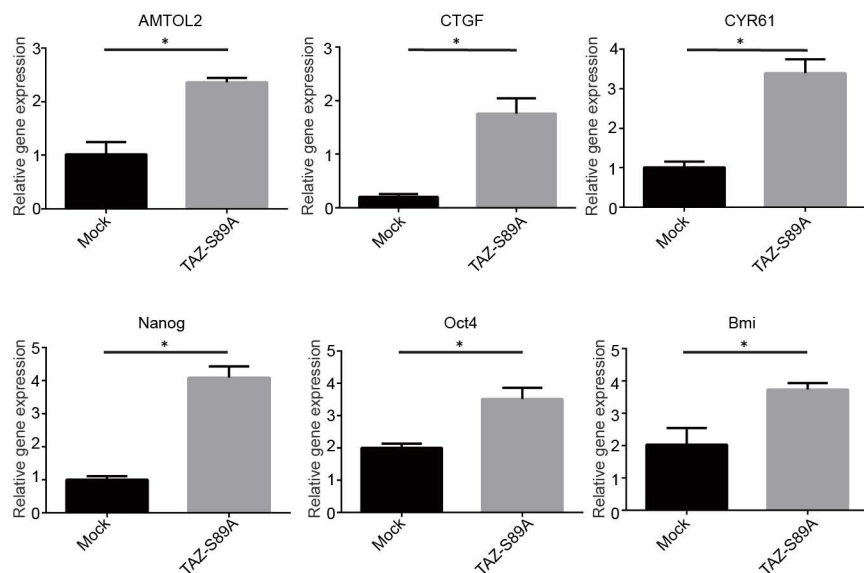 AMTOL2
*
Relative gene expression
3
2
1
0
Mock
TAZ-S89A
CTGF
*
Relative gene expression
3
2
1
0
Mock
TAZ-S89A
CYR61
*
Relative gene expression
4
3
2
1
0
Mock
TAZ-S89A
Nanog
*
Relative gene expression
5
4
3
2
1
0
Mock
TAZ-S89A
Oct4
*
Relative gene expression
5
4
3
2
1
0
Mock
TAZ-S89A
Bmi
*
Relative gene expression
5
4
3
2
1
0
Mock
TAZ-S89A